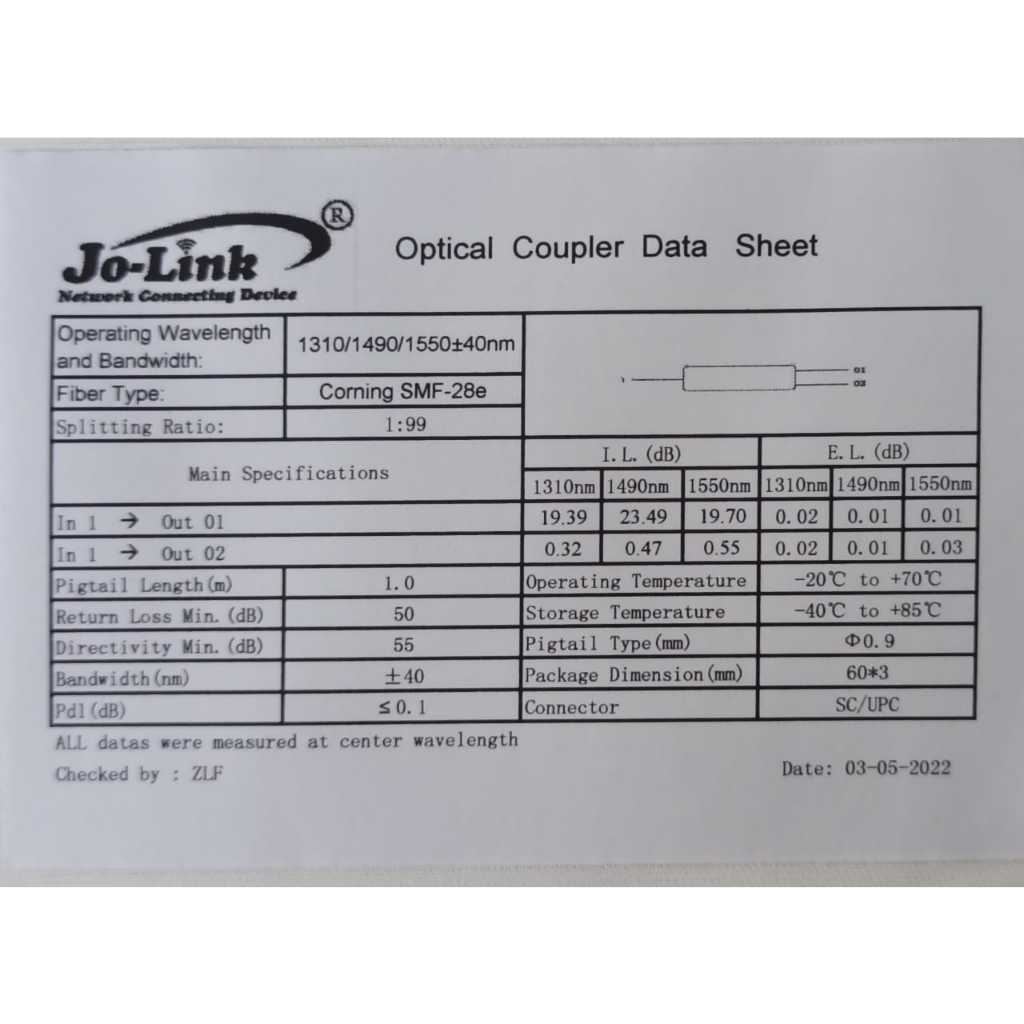 Jo-Link ®
Network Connecting Device
Optical Coupler Data Sheet
Operating Wavelength and Bandwidth: 1310/1490/1550±40nm
Fiber Type: Corning SMF-28e
Splitting Ratio: 1:99
1
01
02
Main Specifications
I.L.(dB) E.L.(dB)
1310nm 1490nm 1550nm 1310nm 1490nm 1550nm
In 1 → Out 01 19.39 23.49 19.70 0.02 0.01 0.01
In 1 → Out 02 0.32 0.47 0.55 0.02 0.01 0.03
Pigtail Length(m) 1.0 Operating Temperature -20℃ to +70℃
Return Loss Min.(dB) 50 Storage Temperature -40℃ to +85℃
Directivity Min.(dB) 55 Pigtail Type(mm) Φ0.9
Bandwidth(nm) ±40 Package Dimension(mm) 60*3
Pdl(dB) ≤0.1 Connector SC/UPC
ALL datas were measured at center wavelength
Checked by : ZLF
Date: 03-05-2022